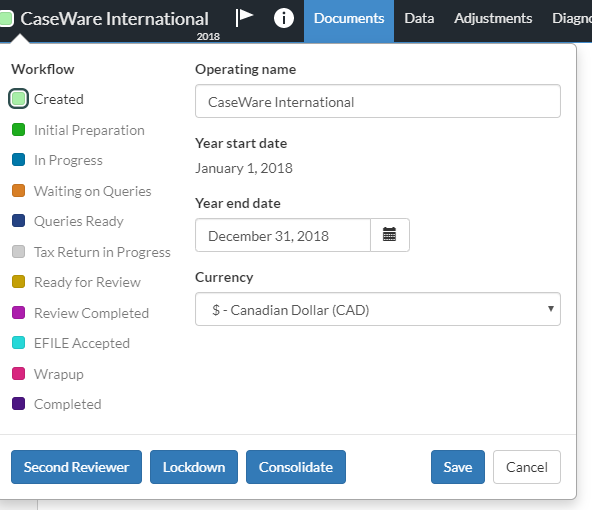 CaseWare International
2018
Documents
Data
Adjustments
Diagno
Workflow
Created
Initial Preparation
In Progress
Waiting on Queries
Queries Ready
Tax Return in Progress
Ready for Review
Review Completed
EFILE Accepted
Wrapup
Completed
Operating name
CaseWare International
Year start date
January 1, 2018
Year end date
December 31, 2018
Currency
$ - Canadian Dollar (CAD)
Second Reviewer
Lockdown
Consolidate
Save
Cancel